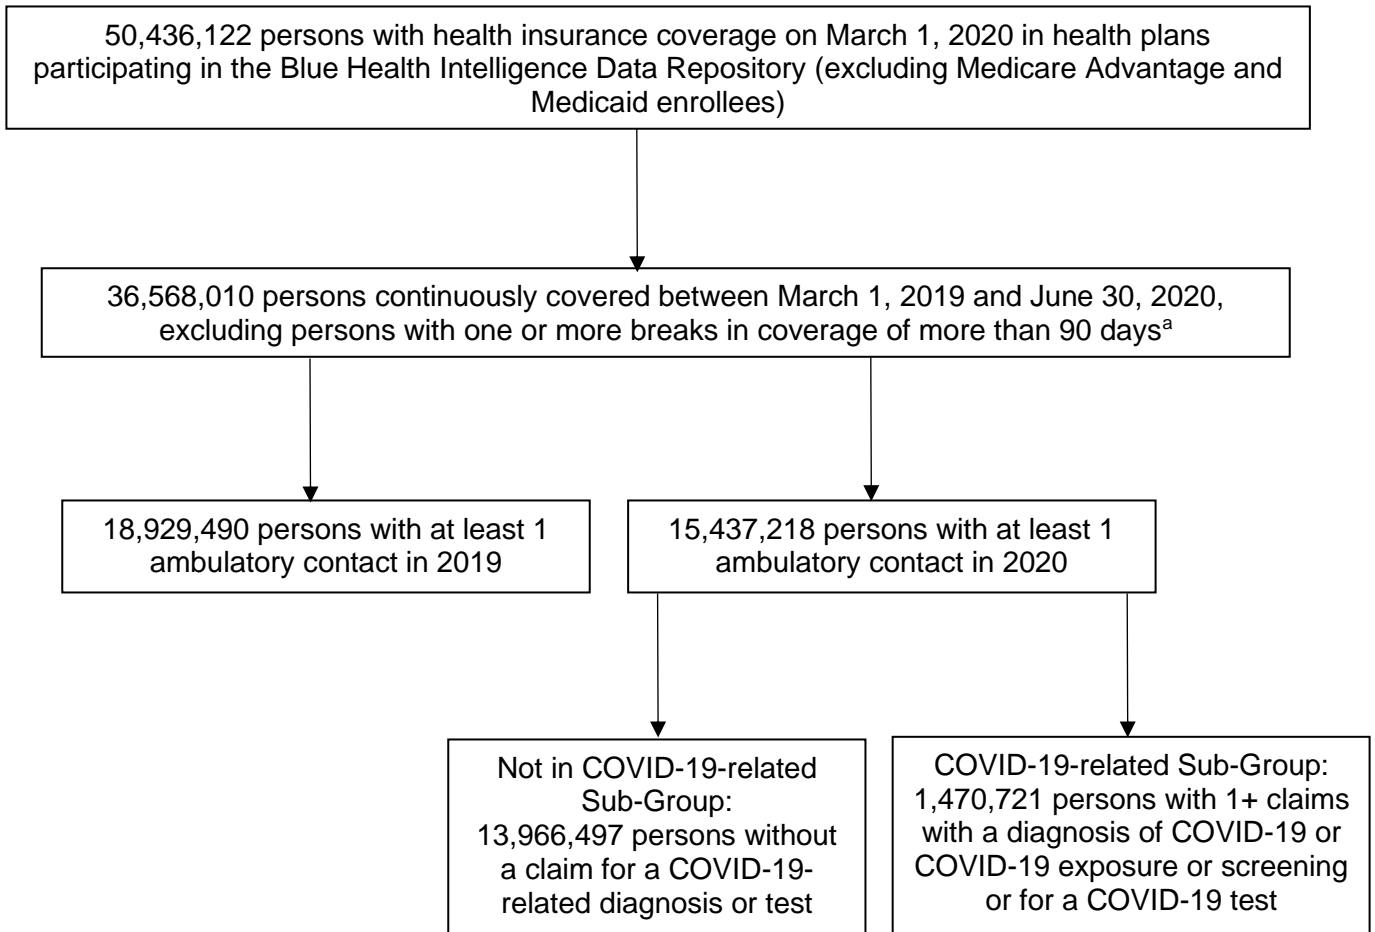 50,436,122 persons with health insurance coverage on March 1, 2020 in health plans
participating in the Blue Health Intelligence Data Repository (excluding Medicare Advantage and
Medicaid enrollees)
36,568,010 persons continuously covered between March 1, 2019 and June 30, 2020,
excluding persons with one or more breaks in coverage of more than 90 daysᵃ
18,929,490 persons with at least 1
ambulatory contact in 2019
15,437,218 persons with at least 1
ambulatory contact in 2020
Not in COVID-19-related
Sub-Group:
13,966,497 persons without
a claim for a COVID-19-
related diagnosis or test
COVID-19-related Sub-Group:
1,470,721 persons with 1+ claims
with a diagnosis of COVID-19 or
COVID-19 exposure or screening
or for a COVID-19 test